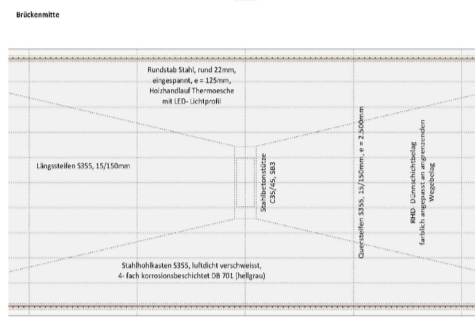 Brückenmitte
Rundstab Stahl, rund 22mm,
eingespannt, e = 125mm,
Holzhandlauf Thermoesche
mit LED- Lichtprofil
Längssteifen S355, 15/150mm
Stahlbetonstütze
C35/45, SB3
Quersteifen S355, 15/150mm, e = 2.500mm
RHD- Dünnschichtbelag
farblich angepasst an angrenzenden
Wegebelag
Stahlhohlkasten S355, luftdicht verschweisst,
4- fach korrosionsbeschichtet DB 701 (hellgrau)